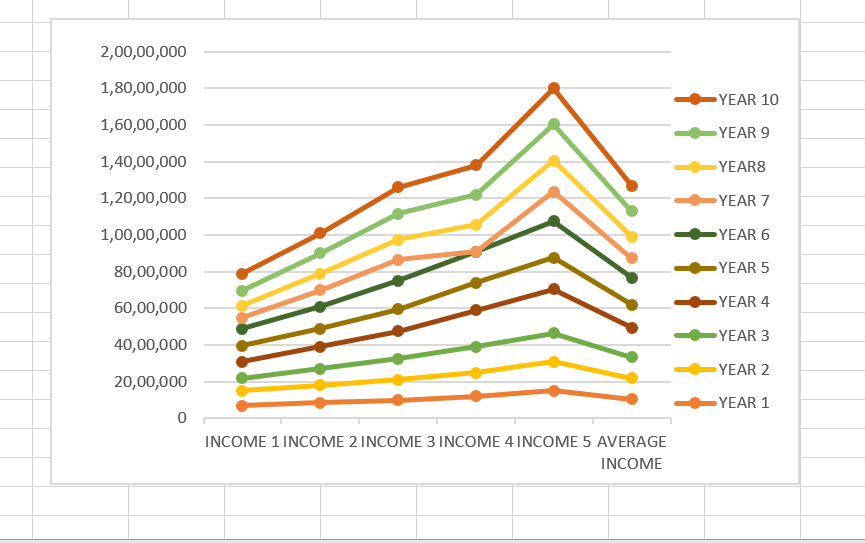 2,00,00,000
1,80,00,000
1,60,00,000
1,40,00,000
1,20,00,000
1,00,00,000
80,00,000
60,00,000
40,00,000
20,00,000
0
INCOME 1 INCOME 2 INCOME 3 INCOME 4 INCOME 5 AVERAGE
INCOME
YEAR 10
YEAR 9
YEAR8
YEAR 7
YEAR 6
YEAR 5
YEAR 4
YEAR 3
YEAR 2
YEAR 1